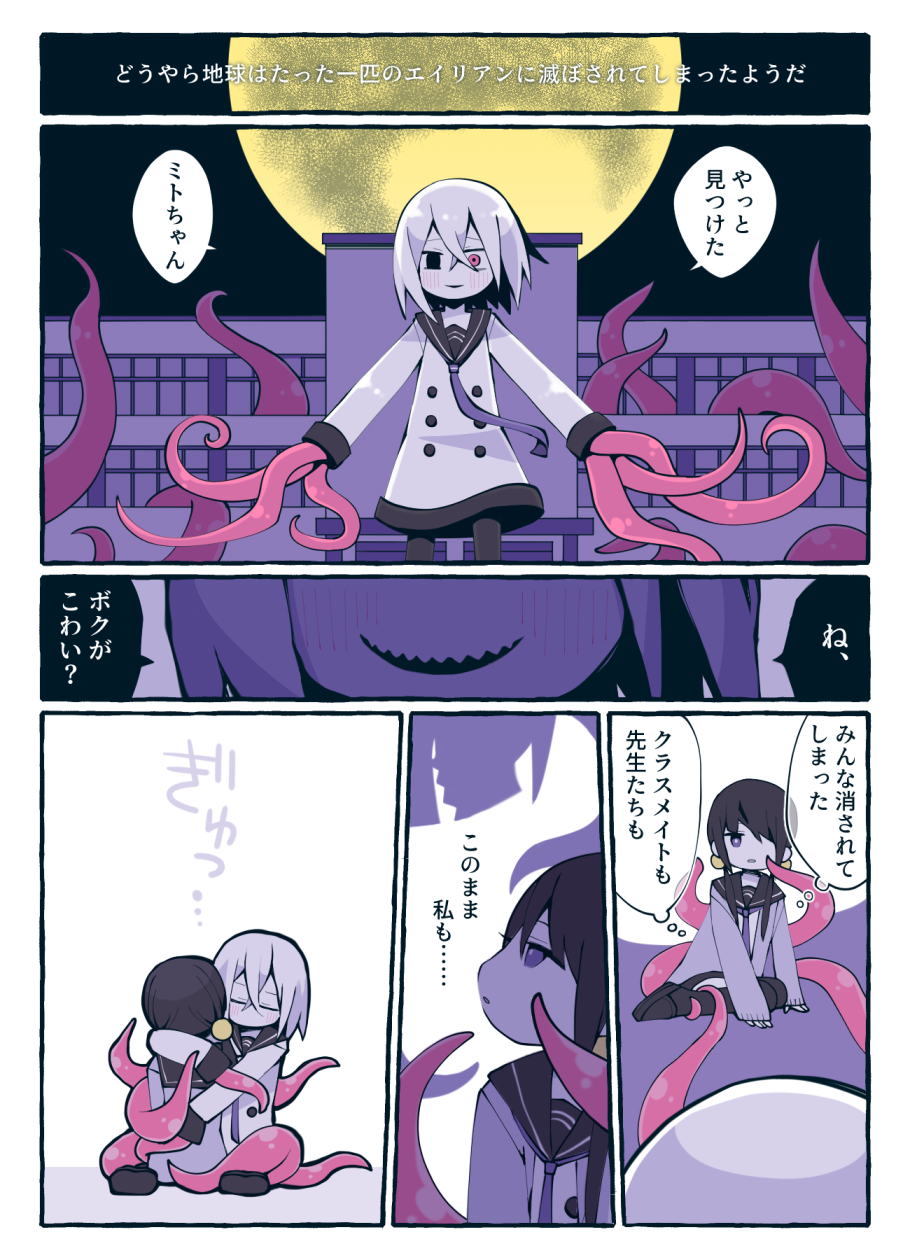 どうやら地球はたった一匹のエイリアンに滅ぼされてしまったようだ
やっと
見つけた
ミトちゃん
ね、
ボクが
こわい？
みんな消されて
しまった
クラスメイトも
先生たちも
このまま
私も……
ぎゅっ…